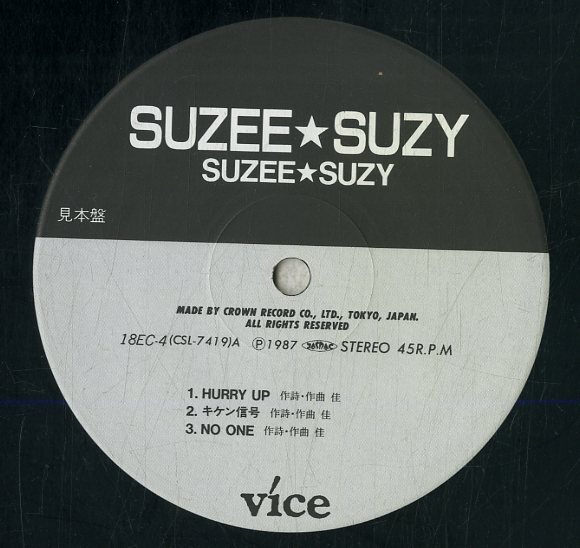 SUZEE★SUZY
SUZEE★SUZY
見本盤
MADE BY CROWN RECORD CO., LTD., TOKYO, JAPAN.
ALL RIGHTS RESERVED
18EC-4(CSL-7419)A Ⓟ1987 STEREO 45R.P.M
1. HURRY UP 作詩・作曲 佳
2. キケン信号 作詩・作曲 佳
3. NO ONE 作詩・作曲 佳
vice